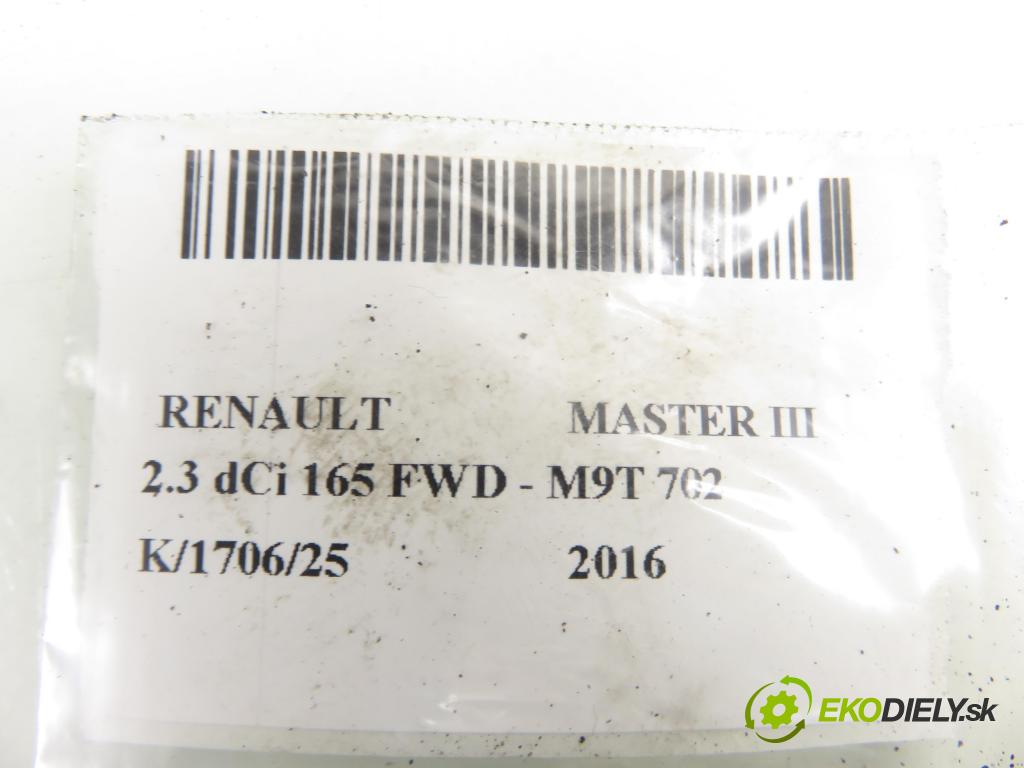 RENAULT MASTER III
2.3 dCi 165 FWD - M9T 702
K/1706/25 2016
EKODIELY.sk